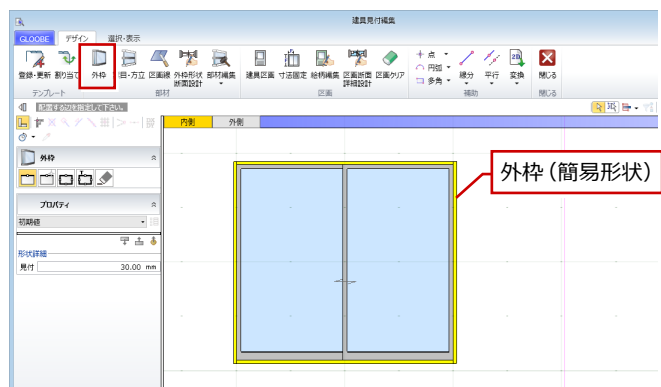 建具見付編集
GLOOBE デザイン 選択・表示
登録・更新 割り当て 外枠 目・方立 区画線 外枠形状 断面設計 部材編集 建具区画 寸法固定 絵柄編集 区画断面 詳細設計 区画クリア 点 円弧 多角 線分 平行 変換 閉じる
テンプレート 部材 区画 補助 閉じる
配置する辺を指定して下さい。
内側 外側
外枠
外枠（簡易形状）
プロパティ
初期値
形状詳細
見付 30.00 mm